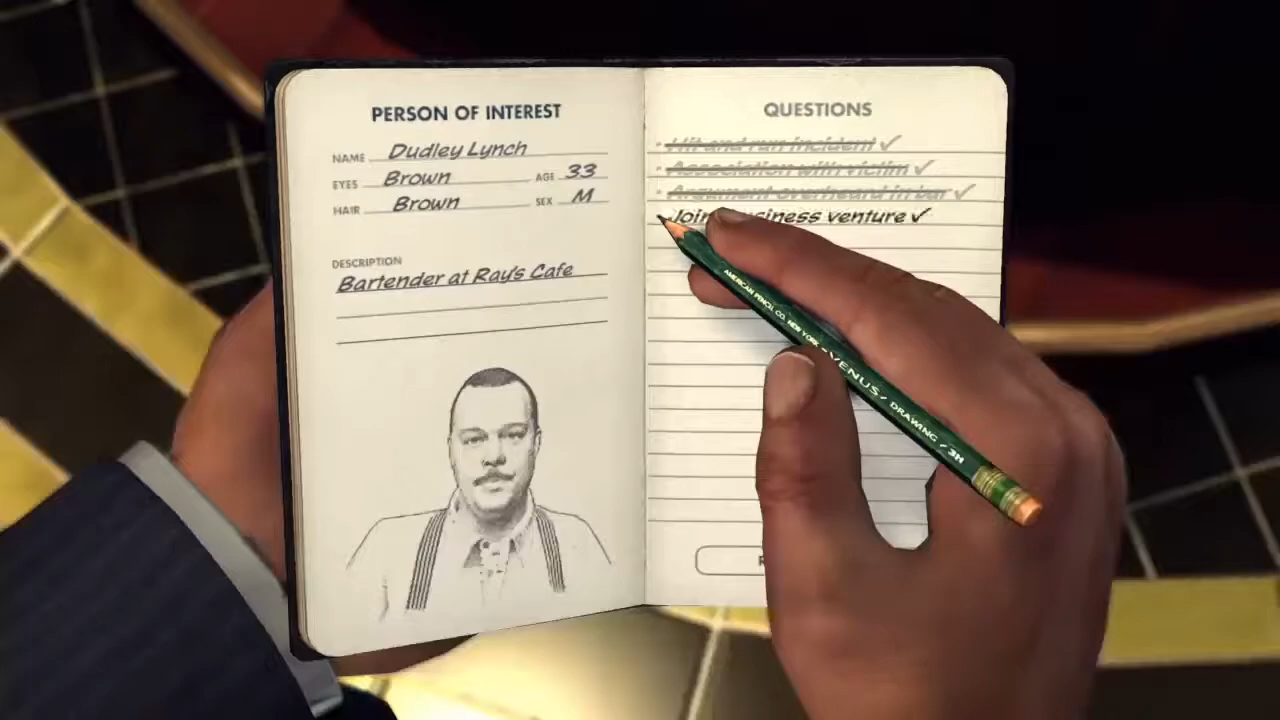 PERSON OF INTEREST
NAME Dudley Lynch
EYES Brown AGE 33
HAIR Brown SEX M
DESCRIPTION
Bartender at Ray's Cafe
QUESTIONS
Hit and run incident ✓
Association with victim ✓
Argument overheard in bar ✓
venture ✓
AMERICAN PENCIL CO. NEW YORK VENUS / DRAWING / 3H